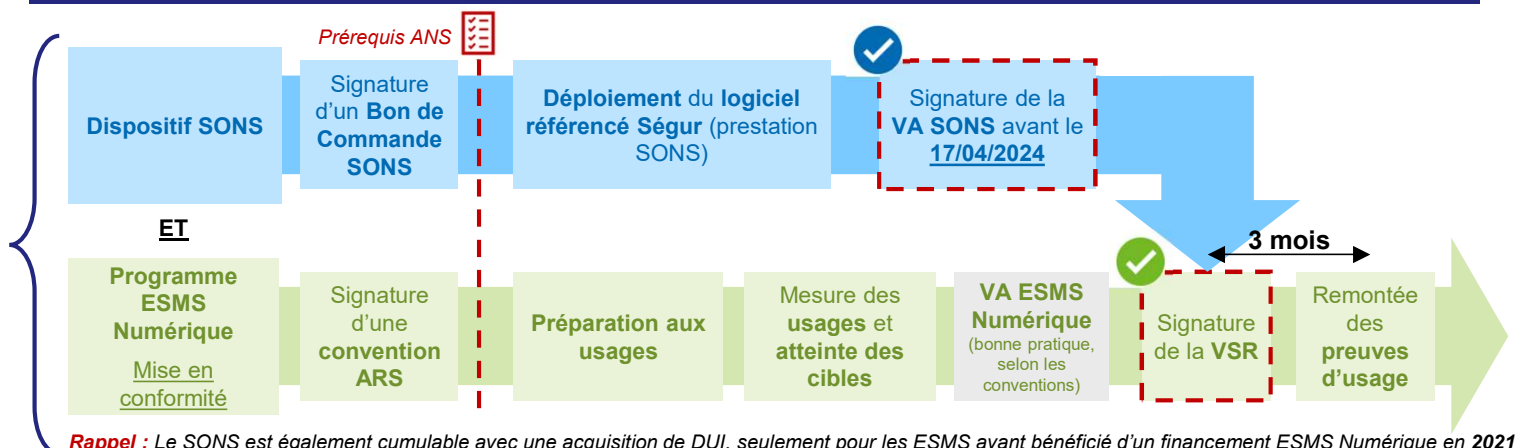 Prérequis ANS
Dispositif SONS
Signature
d'un Bon de
Commande
SONS
Déploiement du logiciel
référencé Ségur (prestation
SONS)
Signature de la
VA SONS avant le
17/04/2024
ET
3 mois
Programme
ESMS
Numérique
Mise en
conformité
Signature
d'une
convention
ARS
Préparation aux
usages
Mesure des
usages et
atteinte des
cibles
VA ESMS
Numérique
(bonne pratique,
selon les
conventions)
Signature
de la VSR
Remontée
des
preuves
d'usage
Rappel : Le SONS est également cumulable avec une acquisition de DUI, seulement pour les ESMS ayant bénéficié d'un financement ESMS Numérique en 2021